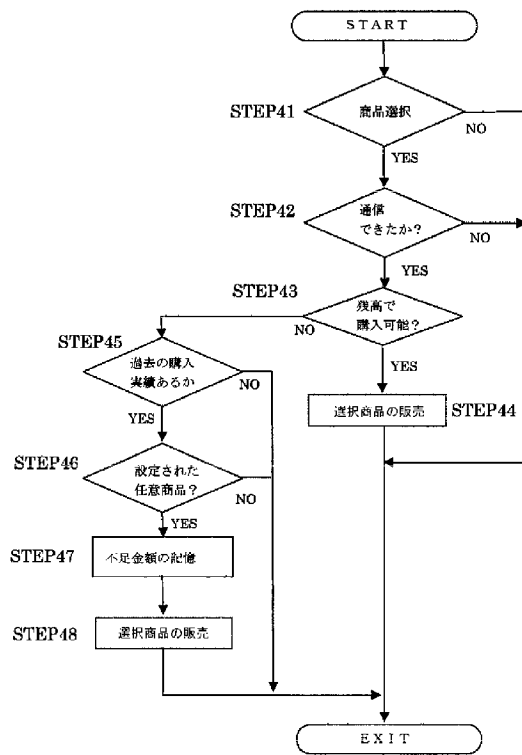 START
STEP41
商品選択
NO
YES
STEP42
通信
できたか?
NO
YES
STEP43
残高で
購入可能?
NO
YES
STEP45
過去の購入
実績あるか
NO
YES
選択商品の販売
STEP44
STEP46
設定された
任意商品?
NO
YES
STEP47
不足金額の記憶
STEP48
選択商品の販売
EXIT